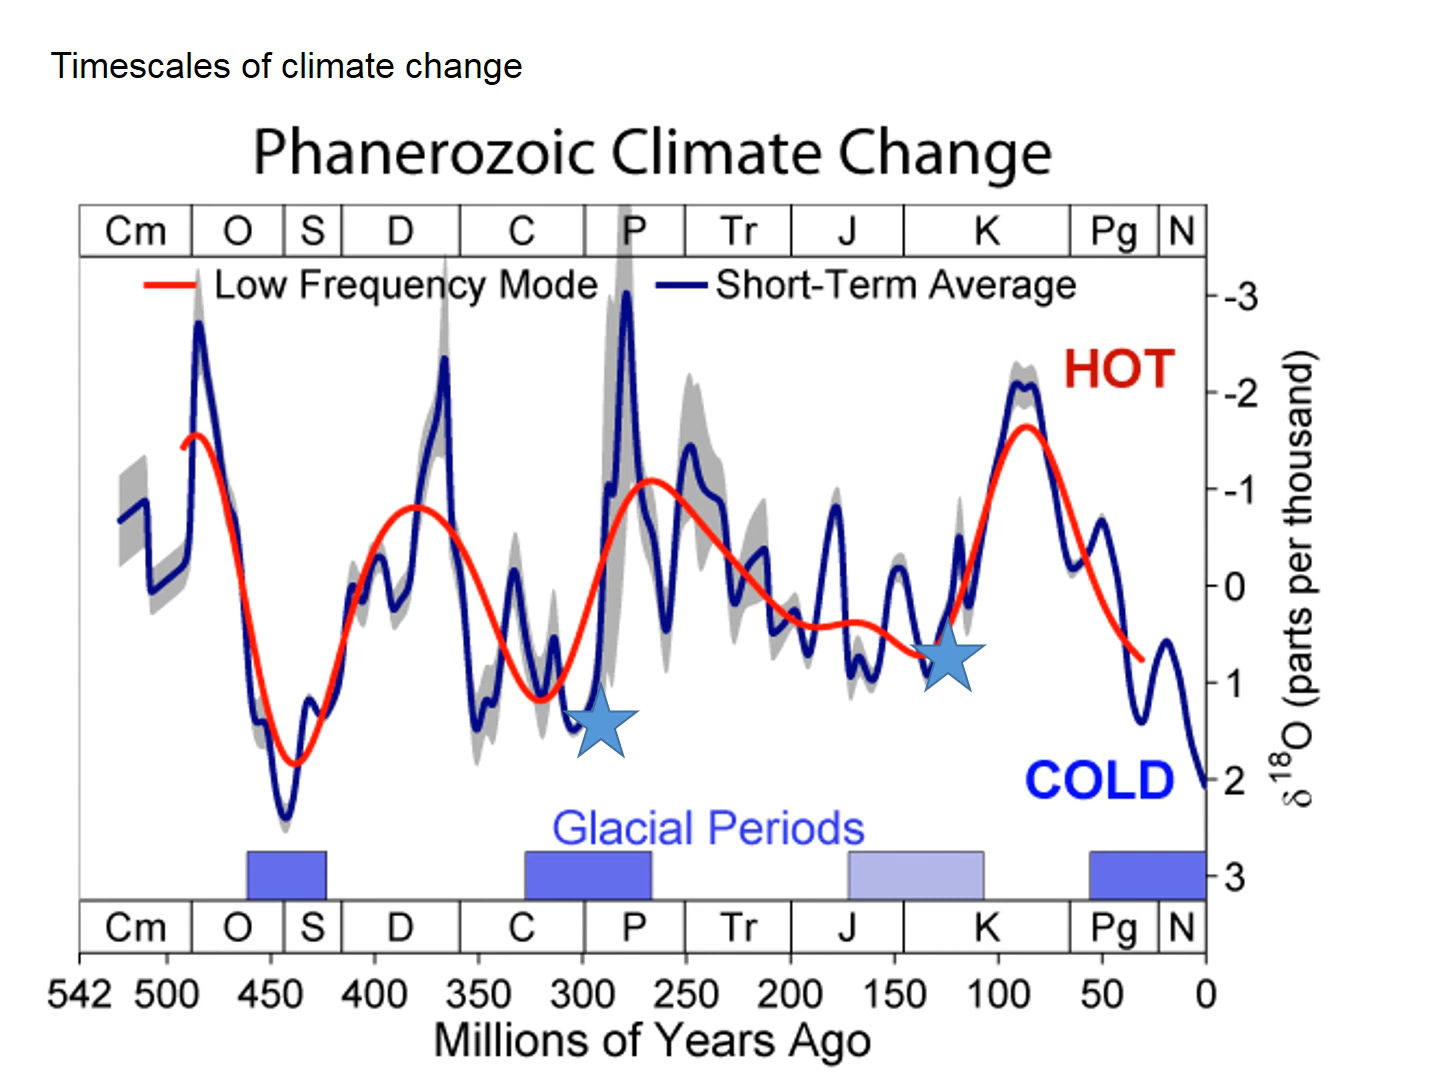 Timescales of climate change
Phanerozoic Climate Change
Cm O S D C P Tr J K Pg N
Low Frequency Mode Short-Term Average
-3
HOT
-2
-1
0
1
COLD
2
Glacial Periods
3
δ18O (parts per thousand)
Cm O S D C P Tr J K Pg N
542 500 450 400 350 300 250 200 150 100 50 0
Millions of Years Ago